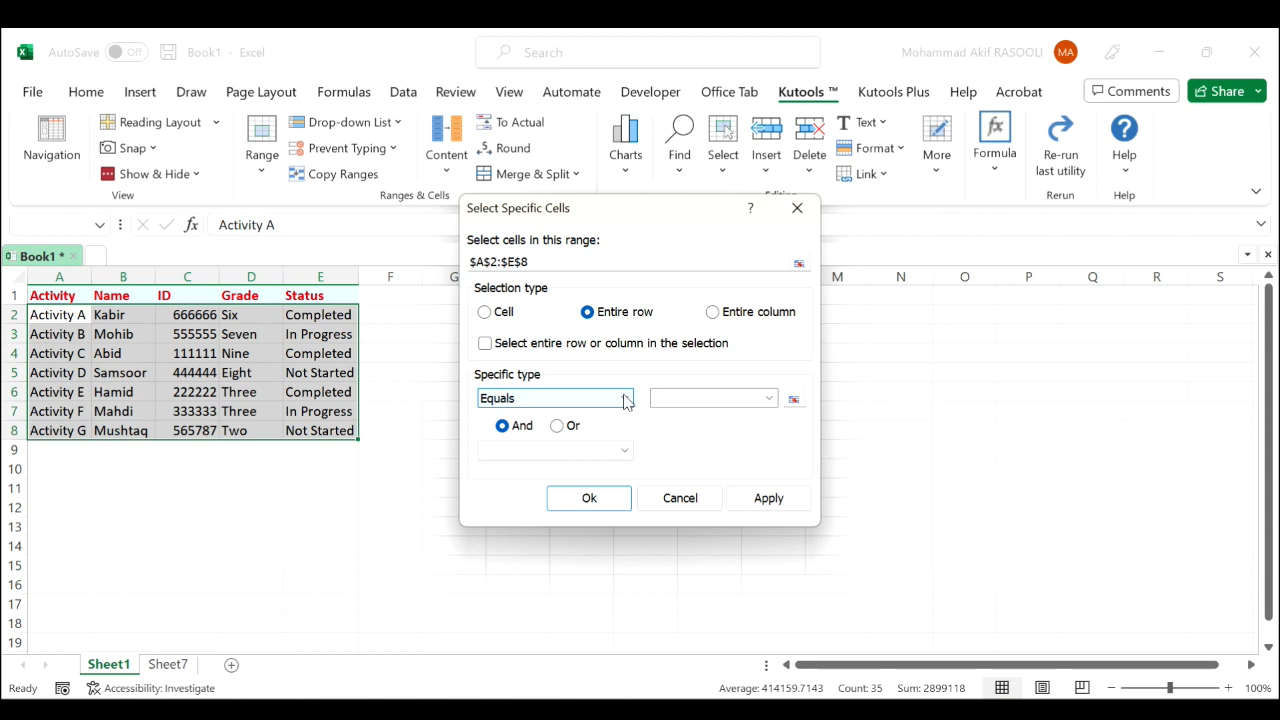 AutoSave Off Book1 - Excel Search Mohammad Akif RASOOLI MA
File Home Insert Draw Page Layout Formulas Data Review View Automate Developer Office Tab Kutools ™ Kutools Plus Help Acrobat Comments Share
Reading Layout Drop-down List To Actual Text
Snap Prevent Typing Round Format
Navigation Range Content Charts Find Select Insert Delete More Formula Re-run last utility Help
Show & Hide Copy Ranges Merge & Split Link
View Ranges & Cells Editing Rerun Help
fx Activity A
Book1 *
A B C D E F G M N O P Q R S
1 Activity Name ID Grade Status
2 Activity A Kabir 666666 Six Completed
3 Activity B Mohib 555555 Seven In Progress
4 Activity C Abid 111111 Nine Completed
5 Activity D Samsoor 444444 Eight Not Started
6 Activity E Hamid 222222 Three Completed
7 Activity F Mahdi 333333 Three In Progress
8 Activity G Mushtaq 565787 Two Not Started
9
10
11
12
13
14
15
16
17
18
19
Select Specific Cells ?
Select cells in this range:
$A$2:$E$8
Selection type
Cell Entire row Entire column
Select entire row or column in the selection
Specific type
Equals
And Or
Ok Cancel Apply
Sheet1 Sheet7
Ready Accessibility: Investigate Average: 414159.7143 Count: 35 Sum: 2899118 100%